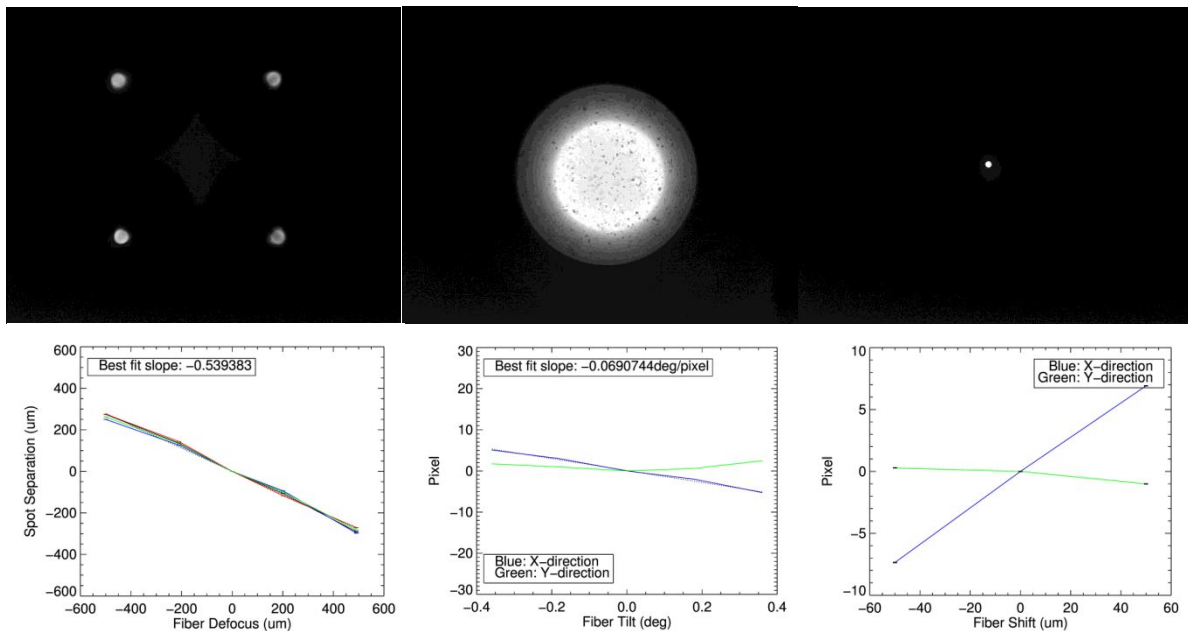 Best fit slope: −0.539383
600
400
200
0
−200
−400
−600
Spot Separation (um)
−600 −400 −200 0 200 400 600
Fiber Defocus (um)
Best fit slope: −0.0690744deg/pixel
30
20
10
0
−10
−20
−30
Pixel
Blue: X−direction
Green: Y−direction
−0.4 −0.2 0.0 0.2 0.4
Fiber Tilt (deg)
Blue: X−direction
Green: Y−direction
10
5
0
−5
−10
Pixel
−60 −40 −20 0 20 40 60
Fiber Shift (um)